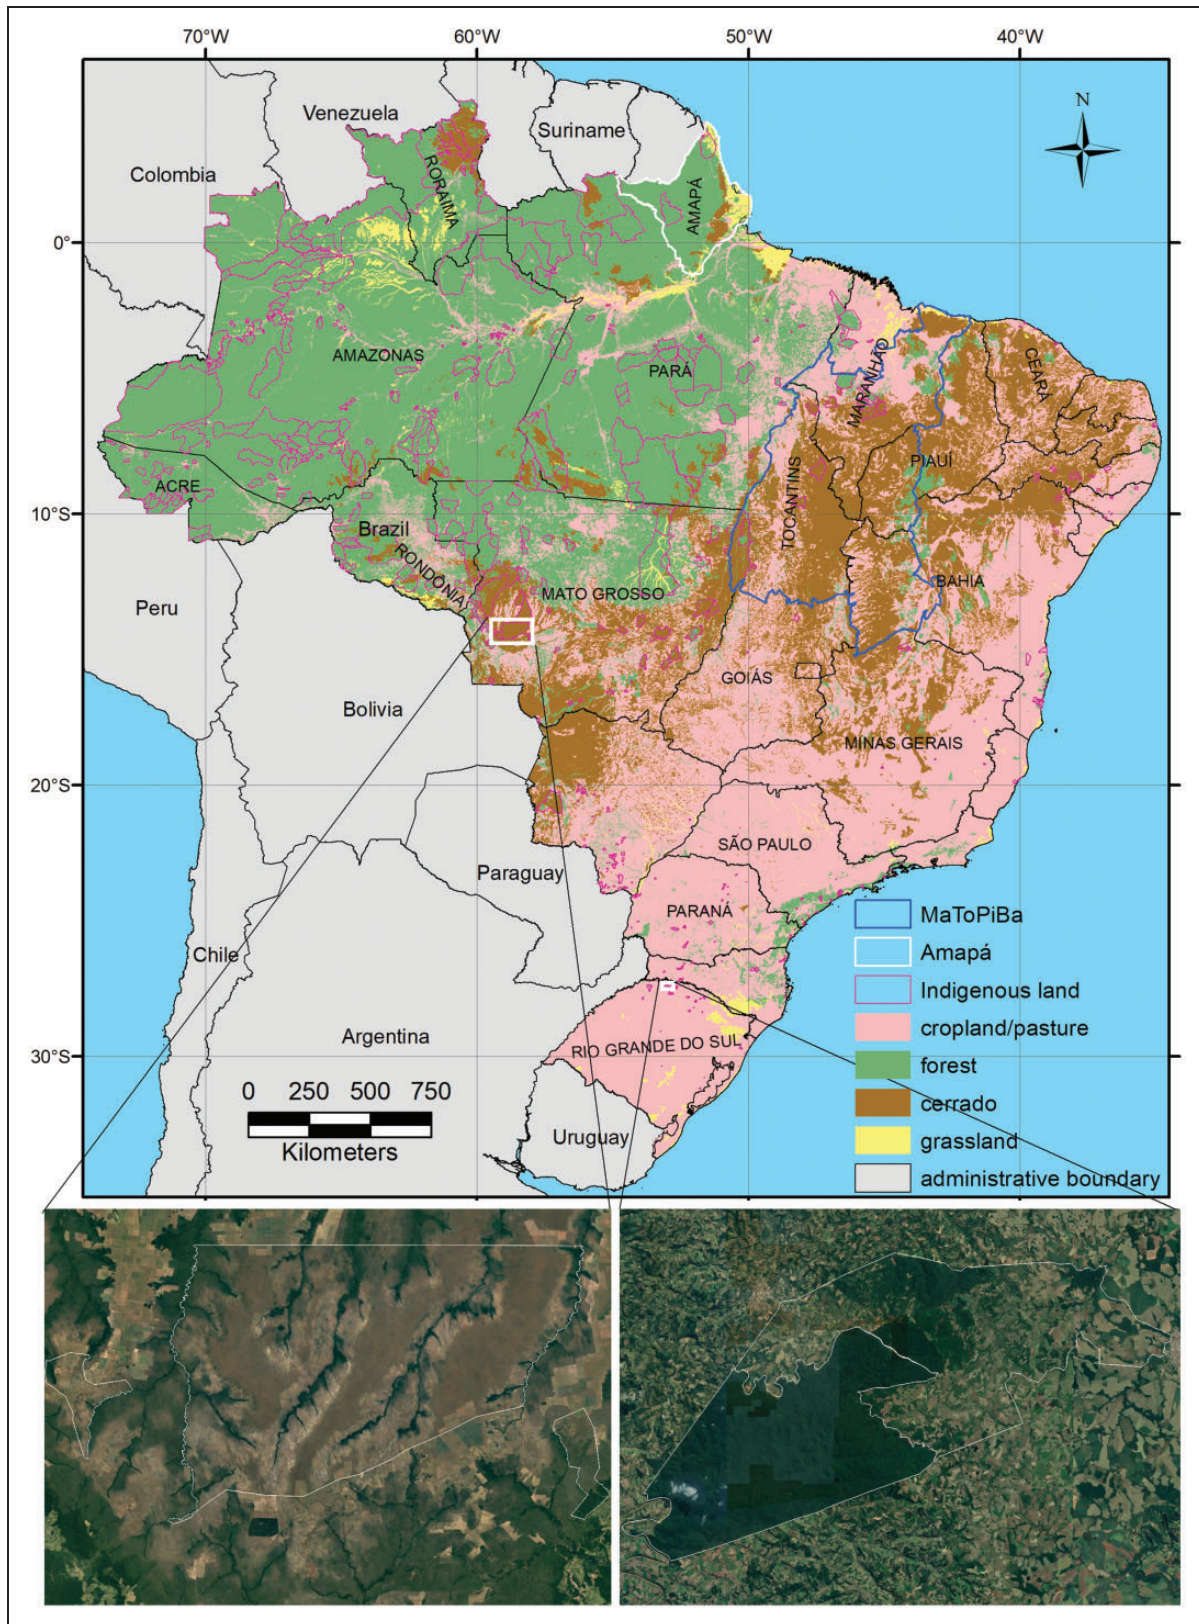 70°W 60°W 50°W 40°W
N
Venezuela
Suriname
Colombia
RORAIMA
AMAPÁ
0°
AMAZONAS
PARÁ
MARANHÃO
CEARÁ
PIAUÍ
TOCANTINS
ACRE
10°S
Brazil
RONDÔNIA
MATO GROSSO
BAHIA
Peru
GOIÁS
Bolivia
MINAS GERAIS
20°S
SÃO PAULO
Paraguay
PARANÁ
Chile
Argentina
RIO GRANDE DO SUL
30°S
Uruguay
0 250 500 750
Kilometers
MaToPiBa
Amapá
Indigenous land
cropland/pasture
forest
cerrado
grassland
administrative boundary